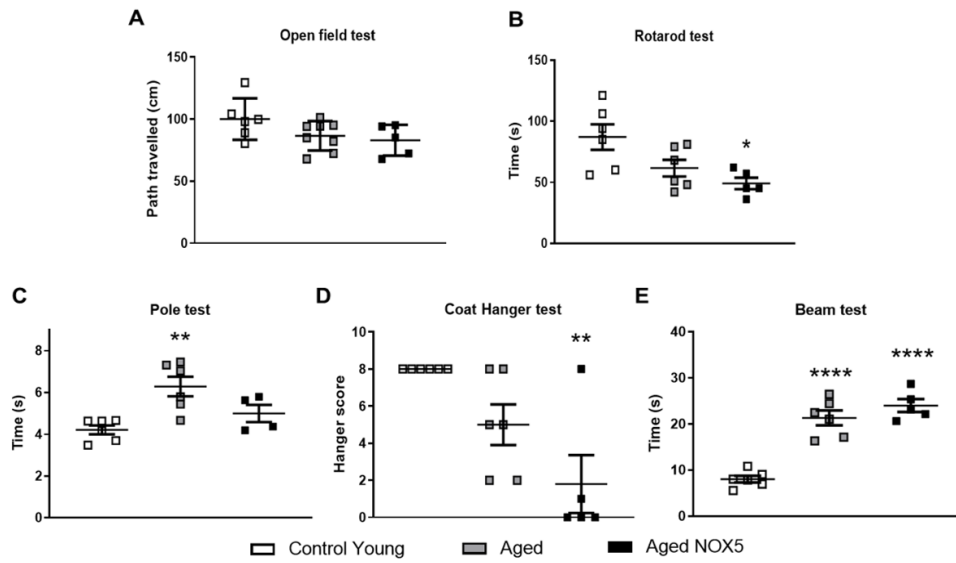 A
Open field test
Path travelled (cm)
150
100
50
0
B
Rotarod test
Time (s)
150
100
50
0
*
C
Pole test
Time (s)
8
6
4
2
0
**
D
Coat Hanger test
Hanger score
10
8
6
4
2
0
**
E
Beam test
Time (s)
40
30
20
10
0
****
****
Control Young
Aged
Aged NOX5